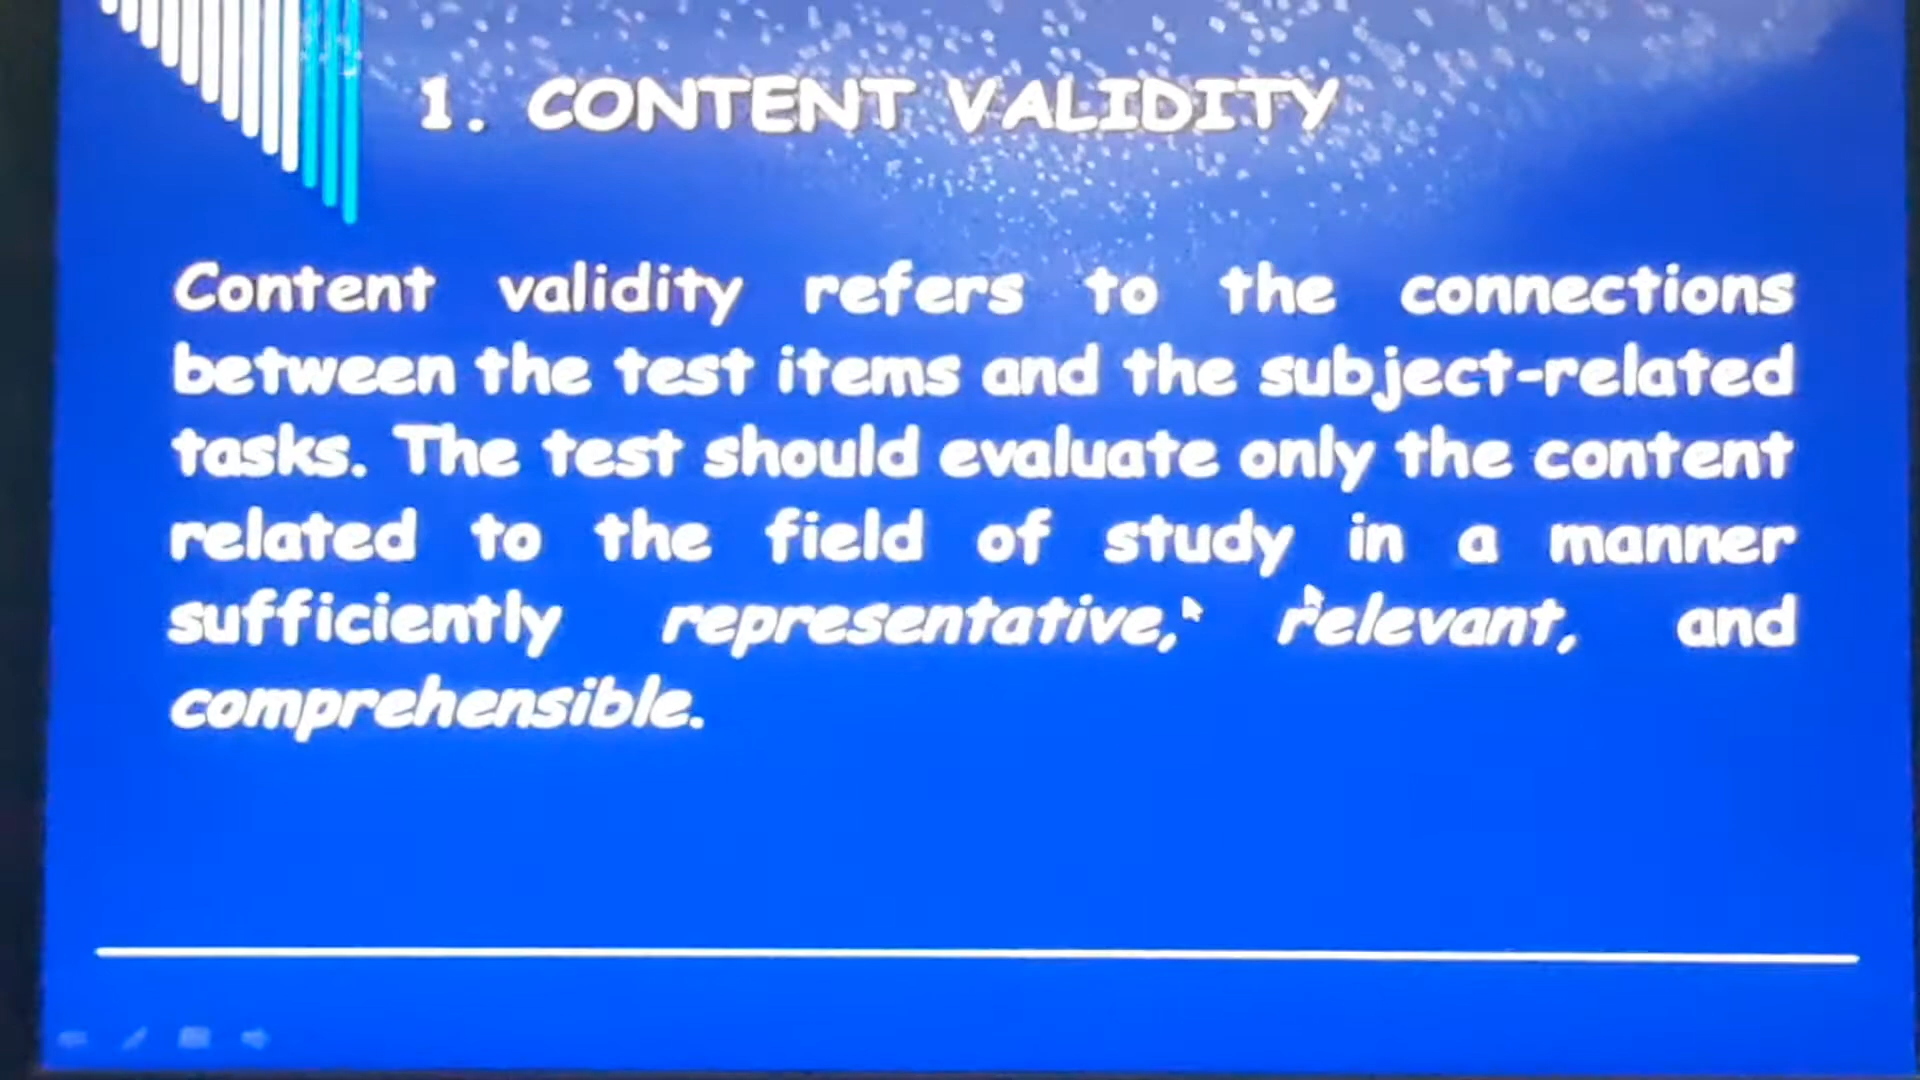 1. CONTENT VALIDITY
Content validity refers to the connections
between the test items and the subject-related
tasks. The test should evaluate only the content
related to the field of study in a manner
sufficiently representative, relevant, and
comprehensible.